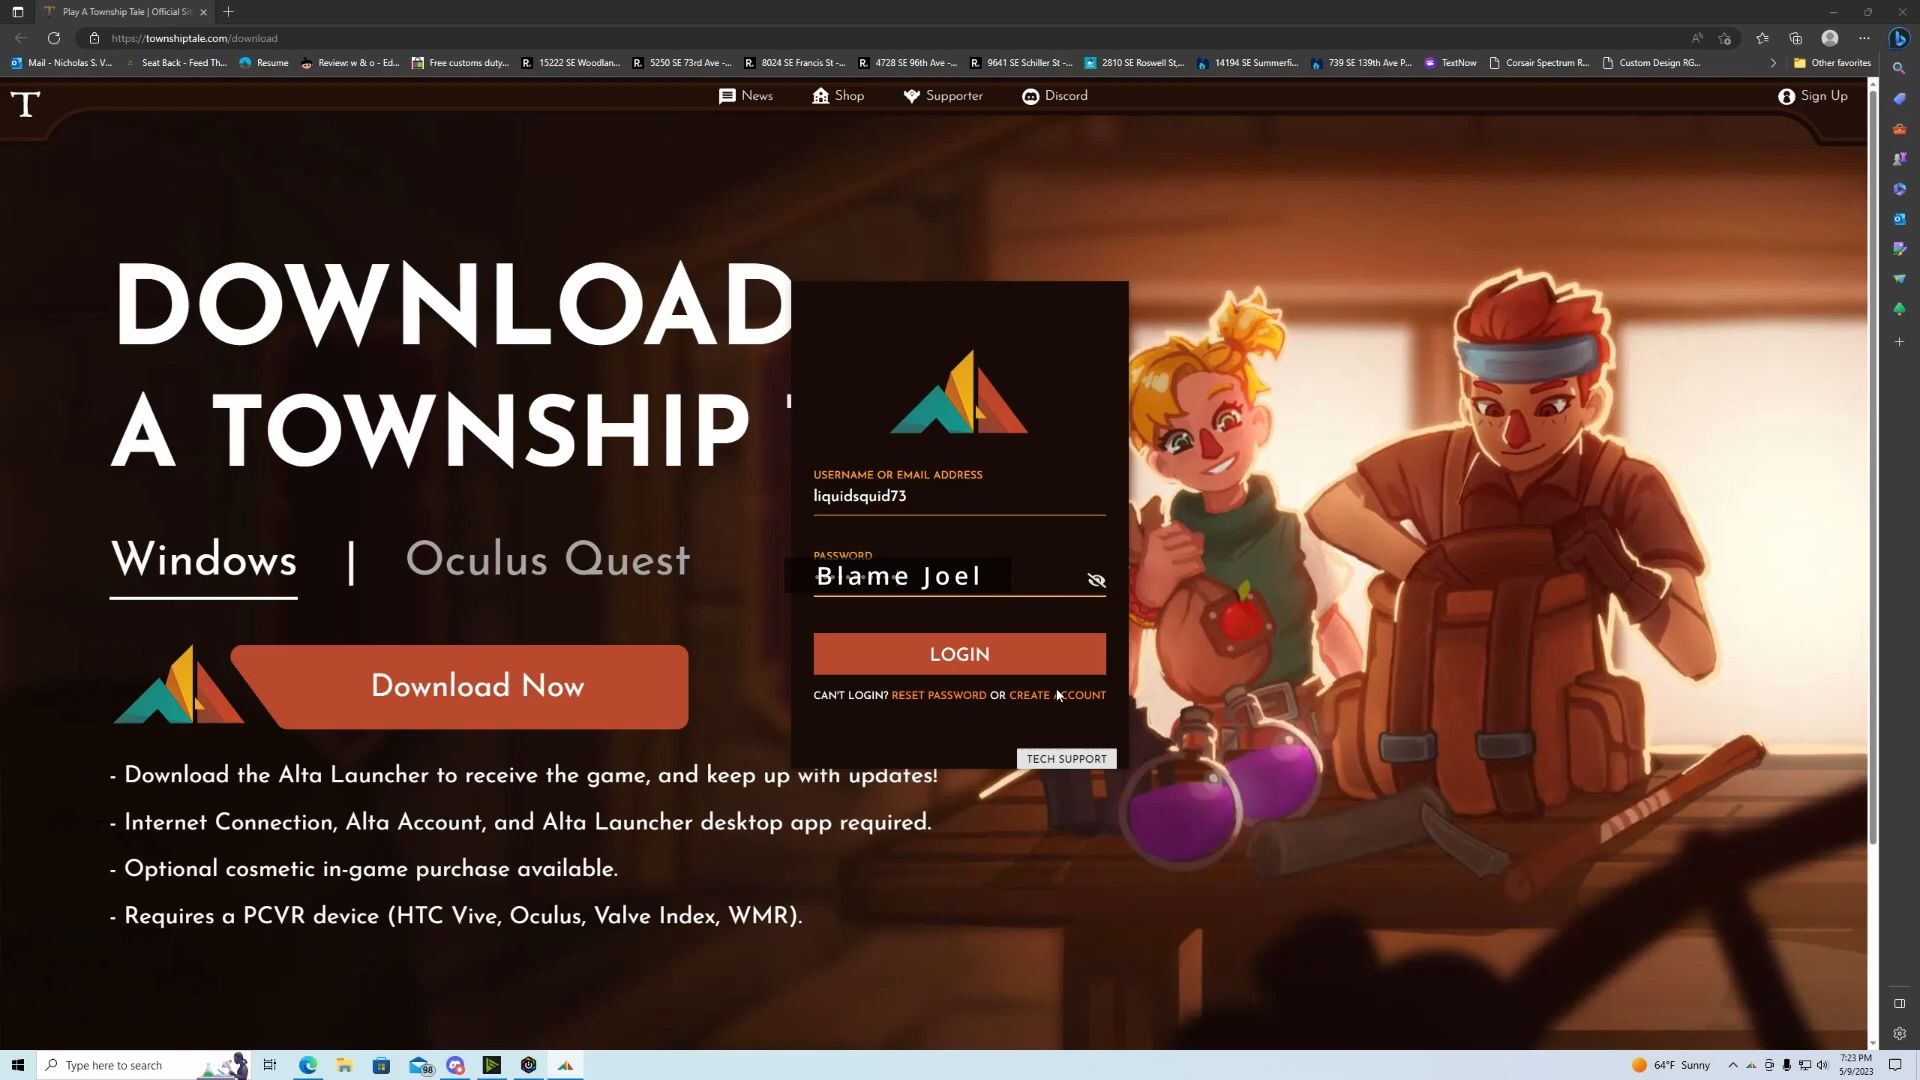 Play A Township Tale | Official Sit
https://townshiptale.com/download
Mail - Nicholas S. V...
Seat Back - Feed Th...
Resume
Review: w & o - Ed...
Free customs duty...
15222 SE Woodlan...
5250 SE 73rd Ave -...
8024 SE Francis St -...
4728 SE 96th Ave -...
9641 SE Schiller St -...
2810 SE Roswell St,...
14194 SE Summerfi...
739 SE 139th Ave P...
TextNow
Corsair Spectrum R...
Custom Design RG...
Other favorites
T
News
Shop
Supporter
Discord
Sign Up
DOWNLOAD
A TOWNSHIP
Windows | Oculus Quest
Download Now
- Download the Alta Launcher to receive the game, and keep up with updates!
- Internet Connection, Alta Account, and Alta Launcher desktop app required.
- Optional cosmetic in-game purchase available.
- Requires a PCVR device (HTC Vive, Oculus, Valve Index, WMR).
USERNAME OR EMAIL ADDRESS
liquidsquid73
PASSWORD
Blame Joel
LOGIN
CAN'T LOGIN? RESET PASSWORD OR CREATE ACCOUNT
TECH SUPPORT
Type here to search
98
64°F Sunny
7:23 PM
5/9/2023